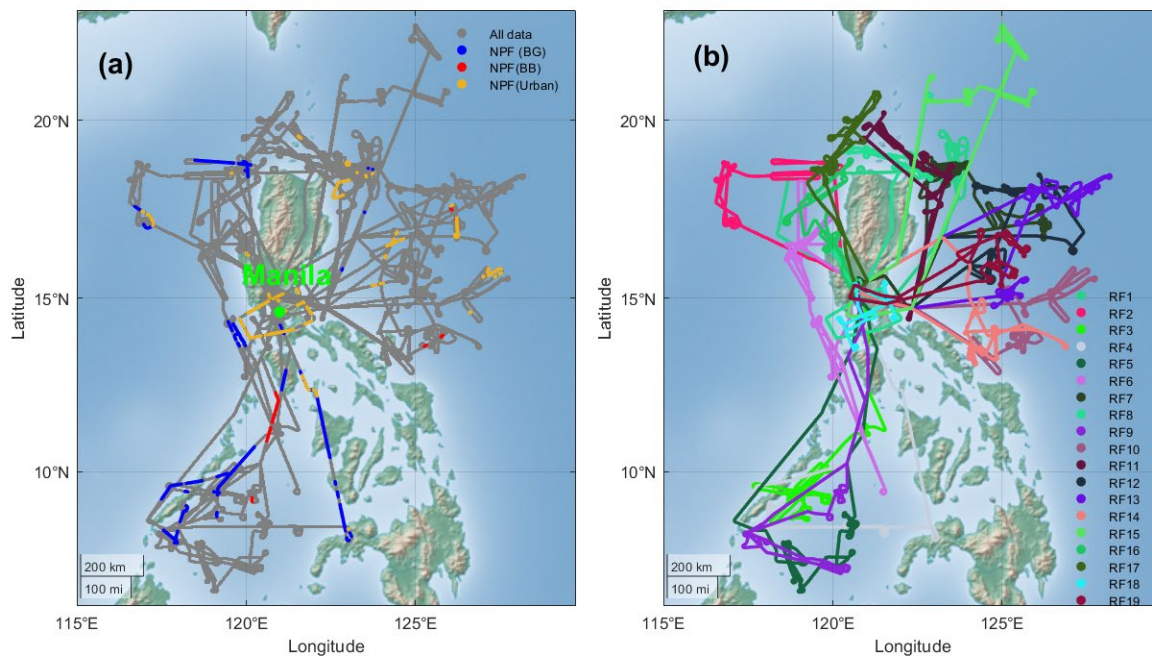 (a)
All data
NPF (BG)
NPF(BB)
NPF(Urban)
20°N
15°N
10°N
Latitude
Manila
200 km
100 mi
115°E
120°E
125°E
Longitude
(b)
20°N
15°N
10°N
Latitude
RF1
RF2
RF3
RF4
RF5
RF6
RF7
RF8
RF9
RF10
RF11
RF12
RF13
RF14
RF15
RF16
RF17
RF18
RF19
200 km
100 mi
115°E
120°E
125°E
Longitude